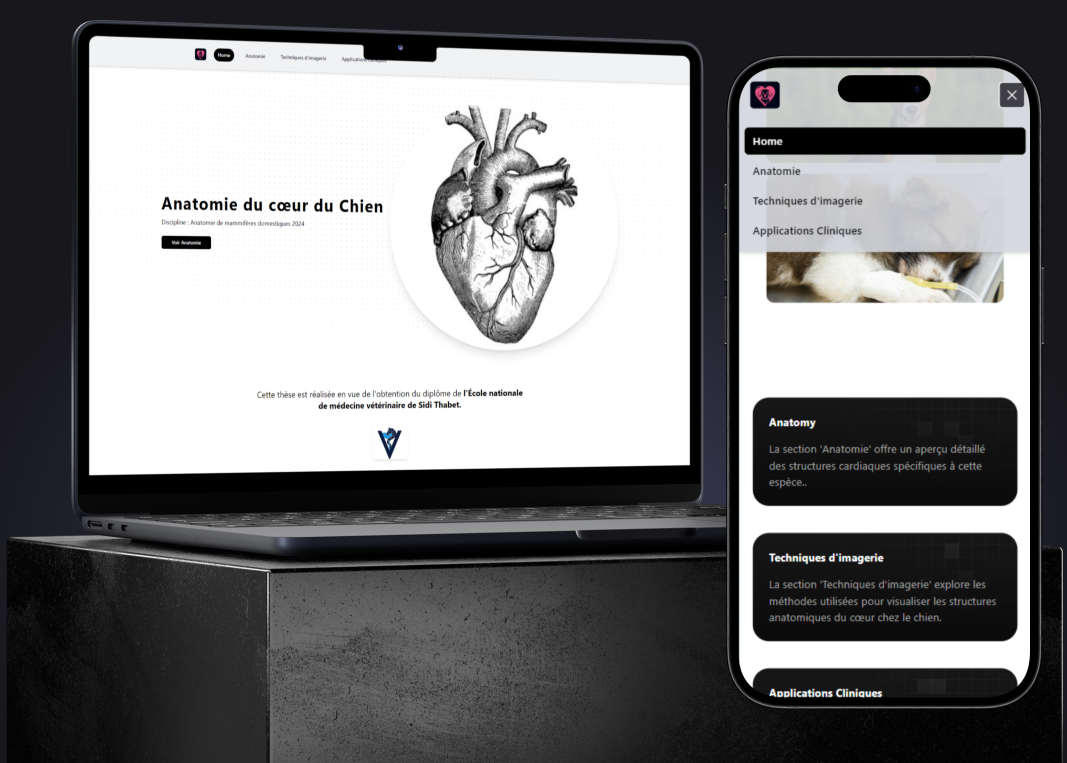 Home
Anatomie
Techniques d'imagerie
Applications Cliniques
Anatomie du cœur du Chien
Discipline : Anatomie de mammifères domestiques 2024
Voir Anatomie
Cette thèse est réalisée en vue de l'obtention du diplôme de l'École nationale
de médecine vétérinaire de Sidi Thabet.
Home
Anatomie
Techniques d'imagerie
Applications Cliniques
Anatomy
La section 'Anatomie' offre un aperçu détaillé
des structures cardiaques spécifiques à cette
espéce..
Techniques d'imagerie
La section 'Techniques d'imagerie' explore les
méthodes utilisées pour visualiser les structures
anatomiques du cœur chez le chien.
Applications Cliniques